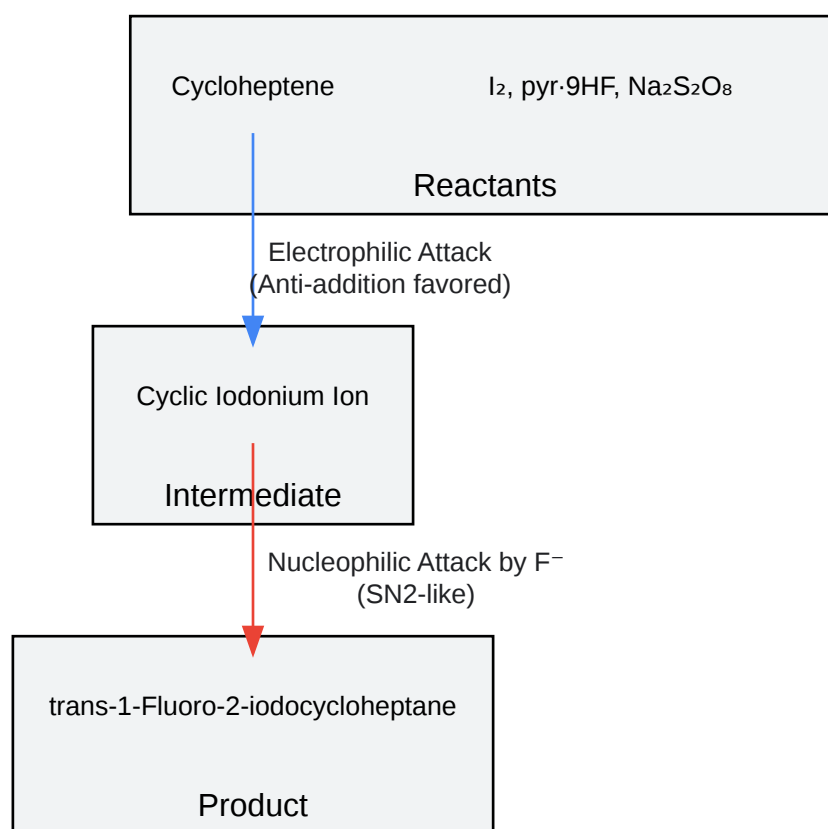 Cycloheptene
I₂, pyr·9HF, Na₂S₂O₈
Reactants
Electrophilic Attack
(Anti-addition favored)
Cyclic Iodonium Ion
Intermediate
Nucleophilic Attack by F⁻
(SN2-like)
trans-1-Fluoro-2-iodocycloheptane
Product